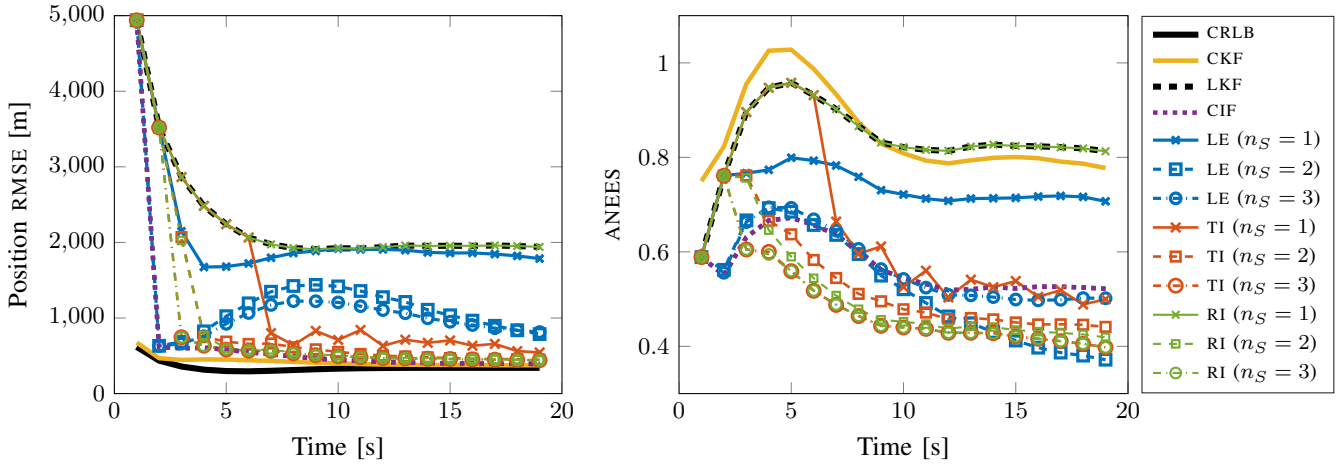 Position RMSE [m]
5,000
4,000
3,000
2,000
1,000
0
0 5 10 15 20
Time [s]
ANEES
1
0.8
0.6
0.4
0 5 10 15 20
Time [s]
CRLB
CKF
LKF
CIF
LE (n_S = 1)
LE (n_S = 2)
LE (n_S = 3)
TI (n_S = 1)
TI (n_S = 2)
TI (n_S = 3)
RI (n_S = 1)
RI (n_S = 2)
RI (n_S = 3)